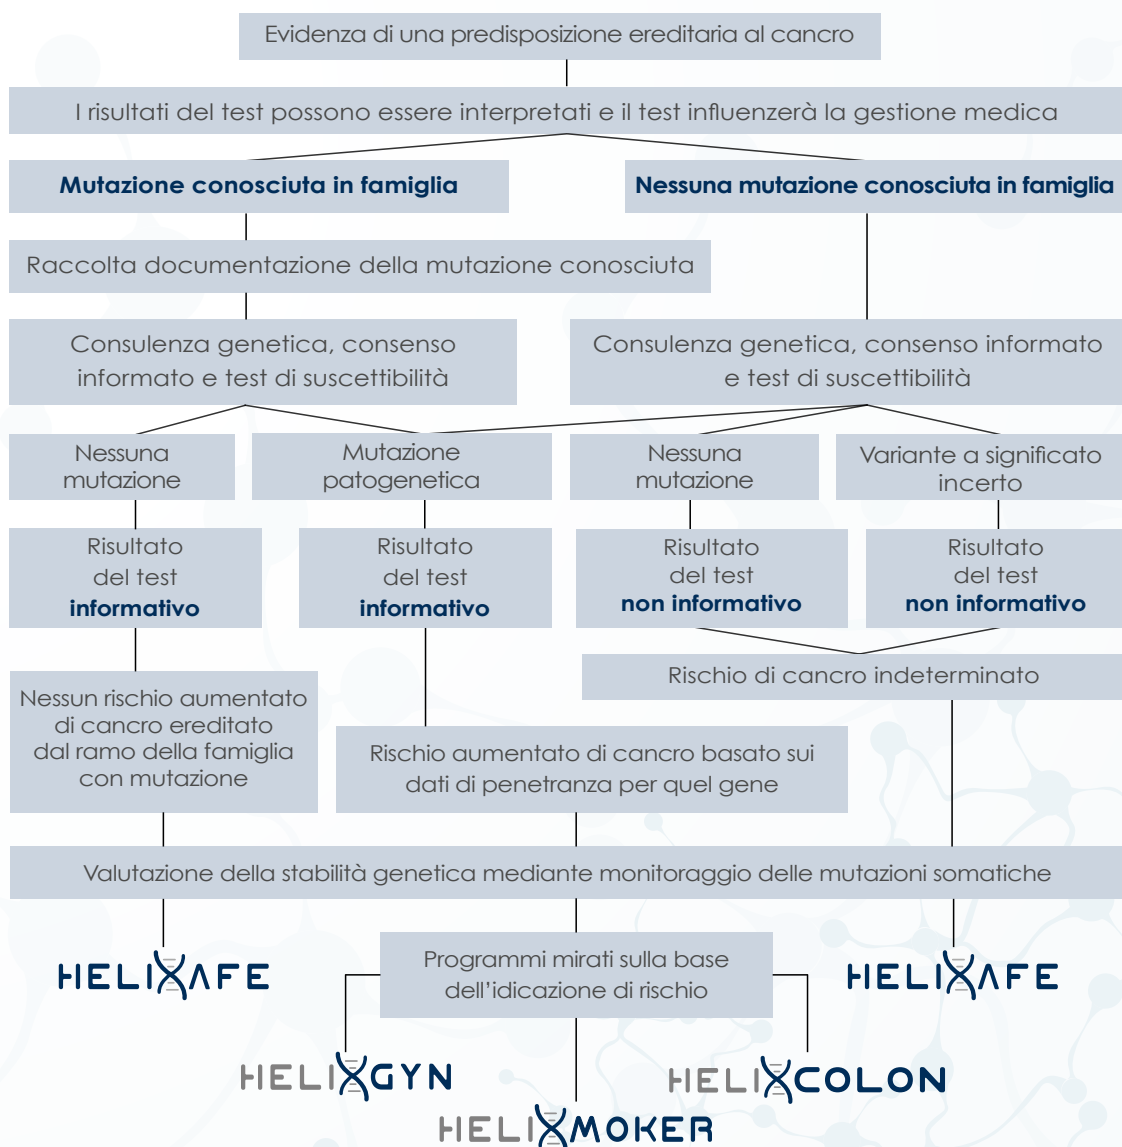 Evidenza di una predisposizione ereditaria al cancro
I risultati del test possono essere interpretati e il test influenzerà la gestione medica
Mutazione conosciuta in famiglia
Nessuna mutazione conosciuta in famiglia
Raccolta documentazione della mutazione conosciuta
Consulenza genetica, consenso
informato e test di suscettibilità
Consulenza genetica, consenso informato
e test di suscettibilità
Nessuna
mutazione
Mutazione
patogenetica
Nessuna
mutazione
Variante a significato
incerto
Risultato
del test
informativo
Risultato
del test
informativo
Risultato
del test
non informativo
Risultato
del test
non informativo
Rischio di cancro indeterminato
Nessun rischio aumentato
di cancro ereditato
dal ramo della famiglia
con mutazione
Rischio aumentato di cancro basato sui
dati di penetranza per quel gene
Valutazione della stabilità genetica mediante monitoraggio delle mutazioni somatiche
HELIXAFE
Programmi mirati sulla base
dell'idicazione di rischio
HELIXAFE
HELIXGYN
HELIXCOLON
HELIXMOKER